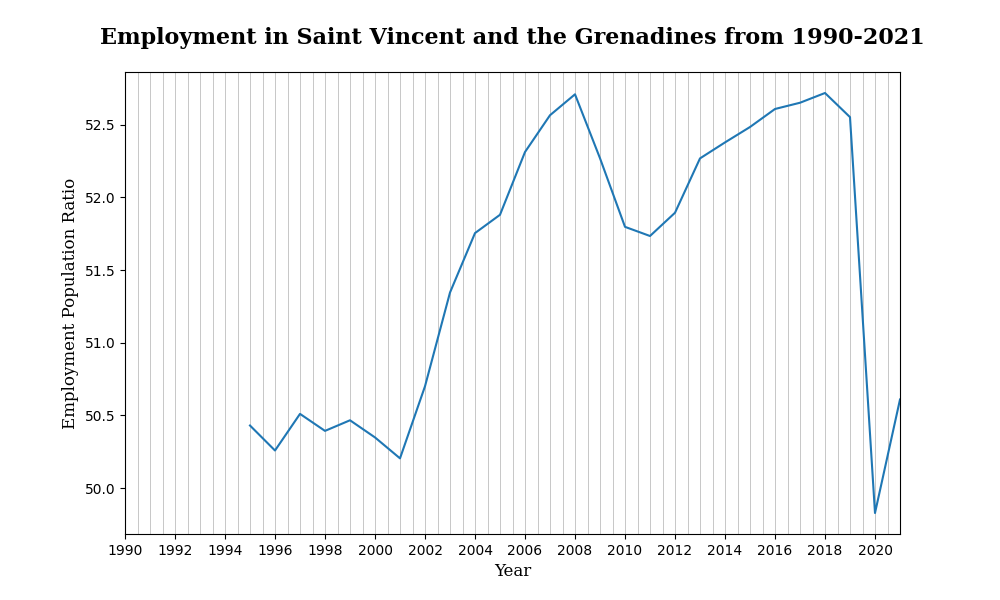 Employment in Saint Vincent and the Grenadines from 1990-2021
Employment Population Ratio
52.5
52.0
51.5
51.0
50.5
50.0
1990 1992 1994 1996 1998 2000 2002 2004 2006 2008 2010 2012 2014 2016 2018 2020
Year